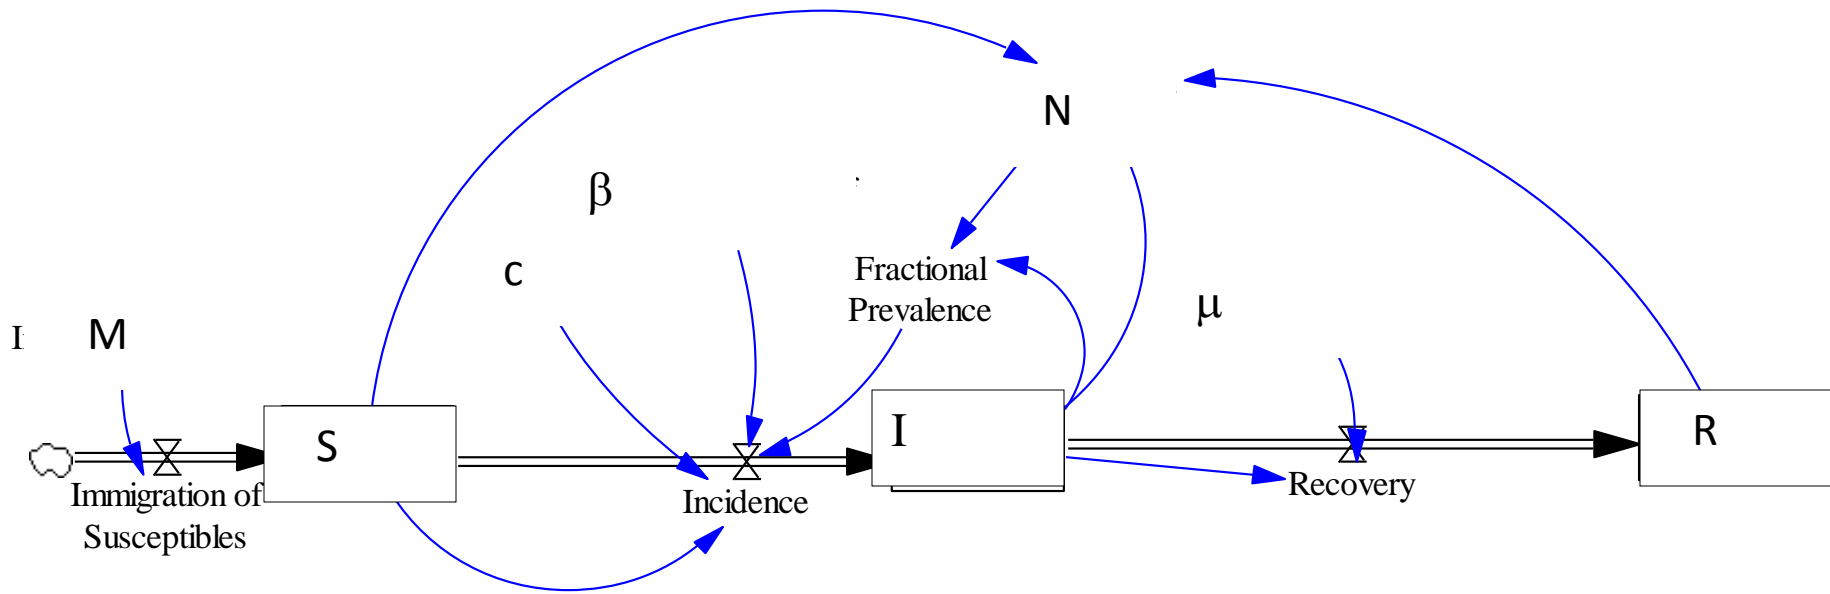 N
β
c
Fractional
Prevalence
μ
M
I
S
I
R
Immigration of
Susceptibles
Incidence
Recovery